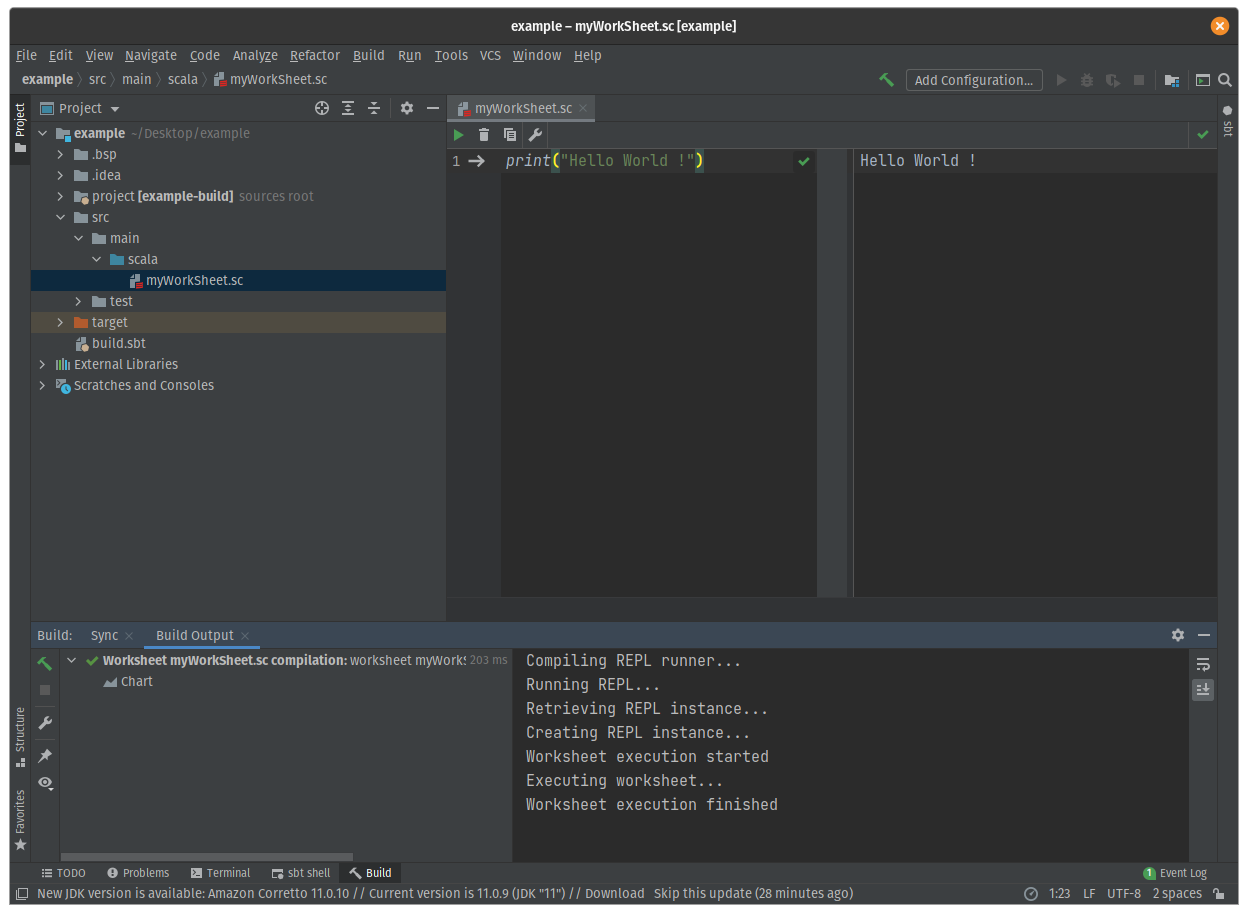 example – myWorkSheet.sc [example]
File Edit View Navigate Code Analyze Refactor Build Run Tools VCS Window Help
example src main scala myWorkSheet.sc
Add Configuration...
Project
Project
myWorkSheet.sc
sbt
example ~/Desktop/example
.bsp
.idea
project [example-build] sources root
src
main
scala
myWorkSheet.sc
test
target
build.sbt
External Libraries
Scratches and Consoles
1 print("Hello World !")
Hello World !
Build: Sync Build Output
Worksheet myWorkSheet.sc compilation: worksheet myWorkS 203 ms
Chart
Compiling REPL runner...
Running REPL...
Retrieving REPL instance...
Creating REPL instance...
Worksheet execution started
Executing worksheet...
Worksheet execution finished
Structure
Favorites
TODO Problems Terminal sbt shell Build
1 Event Log
New JDK version is available: Amazon Corretto 11.0.10 // Current version is 11.0.9 (JDK "11") // Download Skip this update (28 minutes ago)
1:23 LF UTF-8 2 spaces